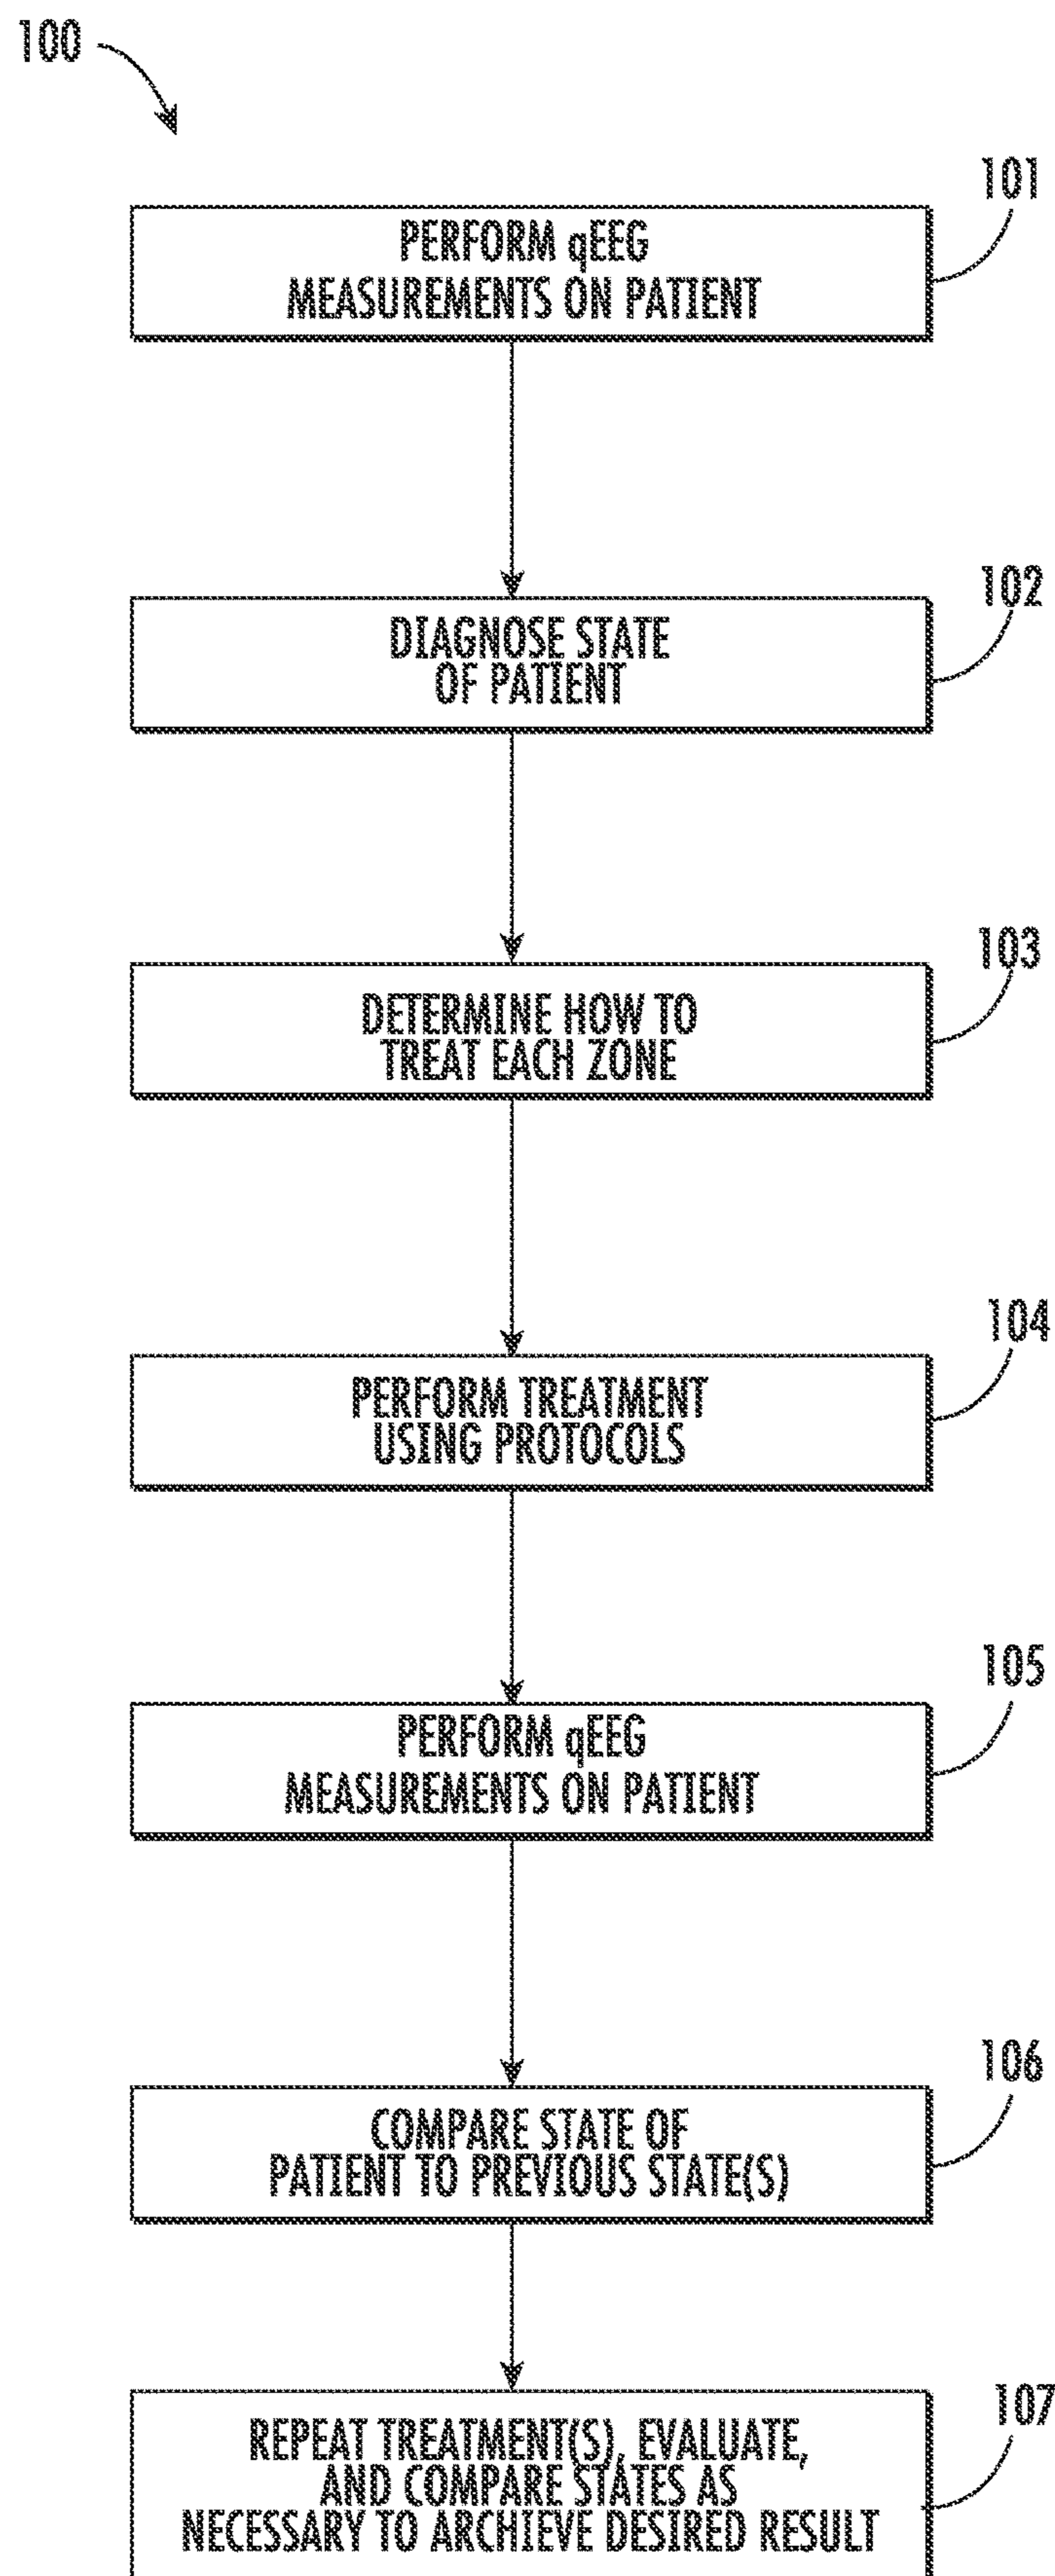 100
101
PERFORM qEEG
MEASUREMENTS ON PATIENT
102
DIAGNOSE STATE
OF PATIENT
103
DETERMINE HOW TO
TREAT EACH ZONE
104
PERFORM TREATMENT
USING PROTOCOLS
105
PERFORM qEEG
MEASUREMENTS ON PATIENT
106
COMPARE STATE OF
PATIENT TO PREVIOUS STATE(S)
107
REPEAT TREATMENT(S), EVALUATE,
AND COMPARE STATES AS
NECESSARY TO ARCHIEVE DESIRED RESULT